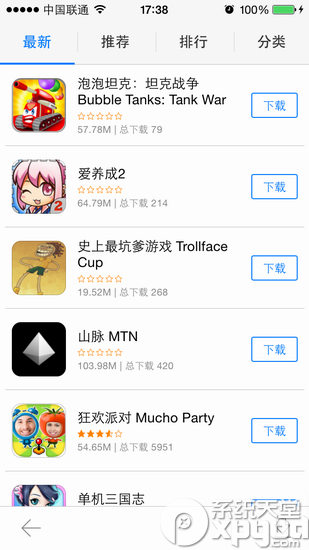 中国联通
17:38
100%
最新
推荐
排行
分类
泡泡坦克：坦克战争
Bubble Tanks: Tank War
57.78M | 总下载 79
下载
爱养成2
64.79M | 总下载 214
下载
2
史上最坑爹游戏 Trollface
Cup
19.52M | 总下载 268
下载
山脉 MTN
103.98M | 总下载 420
下载
狂欢派对 Mucho Party
54.65M | 总下载 5951
下载
单机三国志
系统天堂